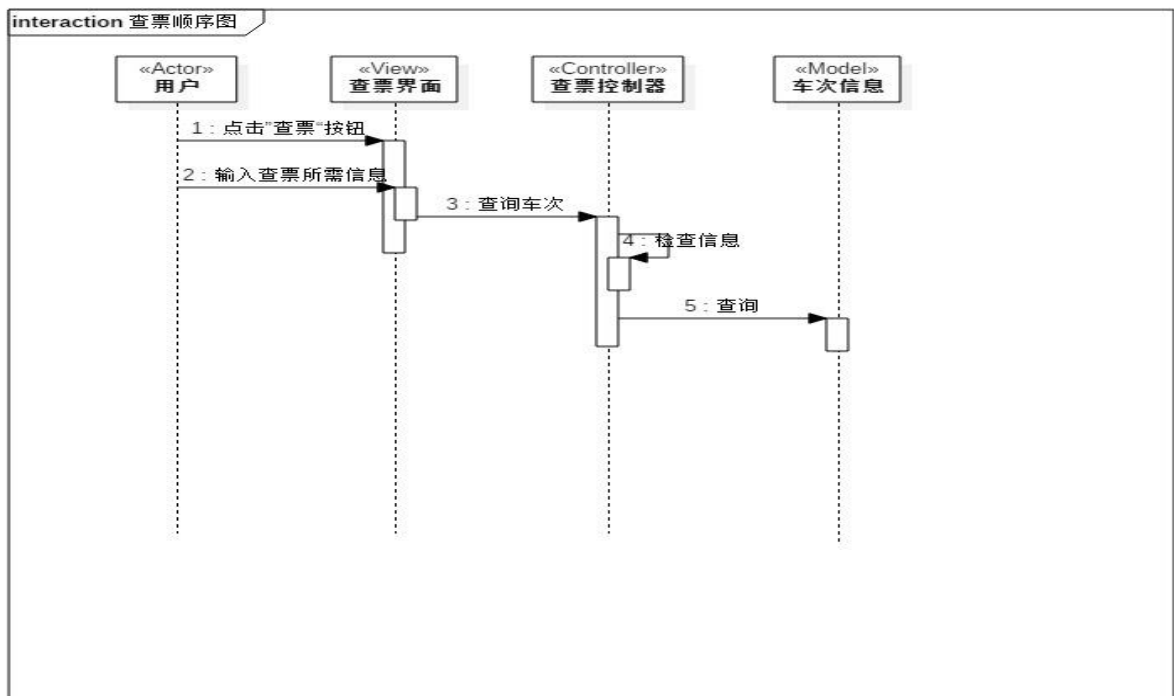 interaction 查票顺序图
«Actor»
用户
«View»
查票界面
«Controller»
查票控制器
«Model»
车次信息
1 : 点击”查票“按钮
2 : 输入查票所需信息
3 : 查询车次
4 : 检查信息
5 : 查询